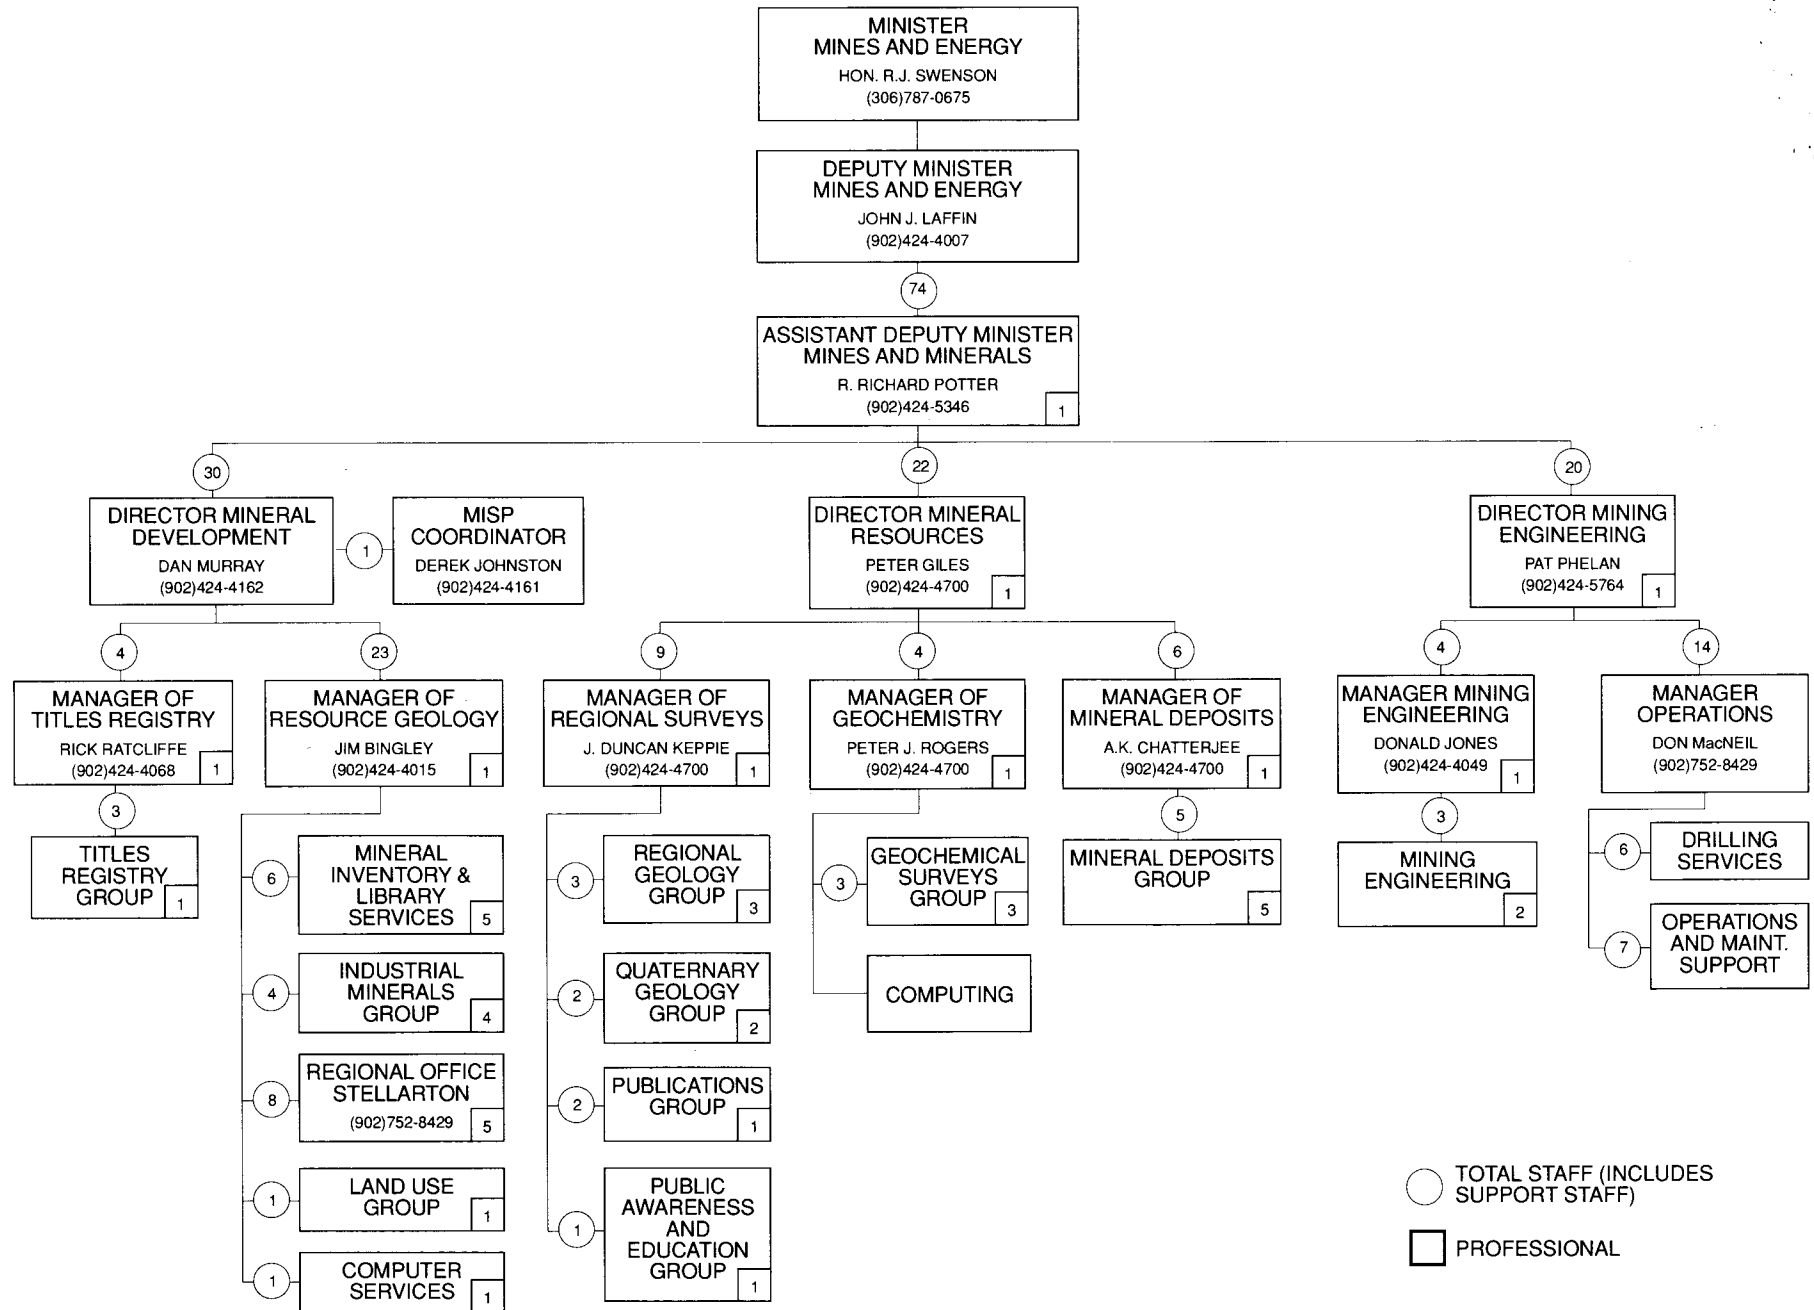 MINISTER
MINES AND ENERGY
HON. R.J. SWENSON
(306)787-0675
DEPUTY MINISTER
MINES AND ENERGY
JOHN J. LAFFIN
(902)424-4007
74
ASSISTANT DEPUTY MINISTER
MINES AND MINERALS
R. RICHARD POTTER
(902)424-5346
1
30
22
20
DIRECTOR MINERAL
DEVELOPMENT
DAN MURRAY
(902)424-4162
1
MISP
COORDINATOR
DEREK JOHNSTON
(902)424-4161
DIRECTOR MINERAL
RESOURCES
PETER GILES
(902)424-4700
1
DIRECTOR MINING
ENGINEERING
PAT PHELAN
(902)424-5764
1
4
23
9
4
6
4
14
MANAGER OF
TITLES REGISTRY
RICK RATCLIFFE
(902)424-4068
1
MANAGER OF
RESOURCE GEOLOGY
JIM BINGLEY
(902)424-4015
1
MANAGER OF
REGIONAL SURVEYS
J. DUNCAN KEPPIE
(902)424-4700
1
MANAGER OF
GEOCHEMISTRY
PETER J. ROGERS
(902)424-4700
1
MANAGER OF
MINERAL DEPOSITS
A.K. CHATTERJEE
(902)424-4700
1
MANAGER MINING
ENGINEERING
DONALD JONES
(902)424-4049
1
MANAGER
OPERATIONS
DON MacNEIL
(902)752-8429
3
TITLES
REGISTRY
GROUP
1
6
MINERAL
INVENTORY &
LIBRARY
SERVICES
5
4
INDUSTRIAL
MINERALS
GROUP
4
8
REGIONAL OFFICE
STELLARTON
(902)752-8429
5
1
LAND USE
GROUP
1
1
COMPUTER
SERVICES
1
3
REGIONAL
GEOLOGY
GROUP
3
2
QUATERNARY
GEOLOGY
GROUP
2
2
PUBLICATIONS
GROUP
1
1
PUBLIC
AWARENESS
AND
EDUCATION
GROUP
1
3
GEOCHEMICAL
SURVEYS
GROUP
3
COMPUTING
5
MINERAL DEPOSITS
GROUP
5
3
MINING
ENGINEERING
2
6
DRILLING
SERVICES
7
OPERATIONS
AND MAINT.
SUPPORT
TOTAL STAFF (INCLUDES
SUPPORT STAFF)
PROFESSIONAL